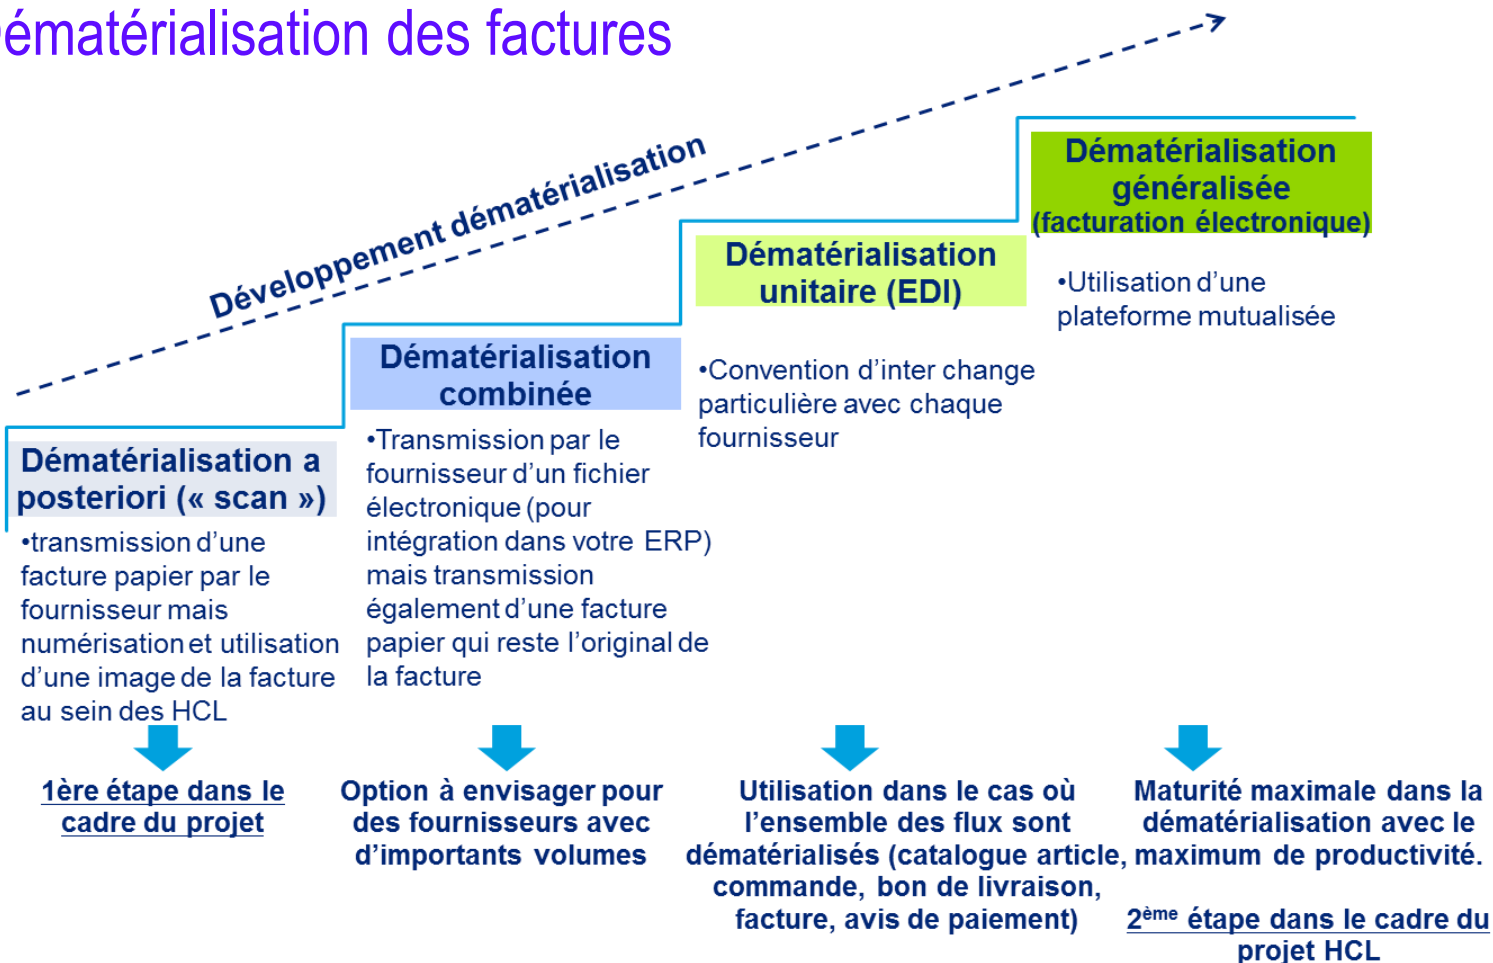 ématérialisation des factures
Développement dématérialisation
Dématérialisation a
posteriori (« scan »)
•transmission d’une
facture papier par le
fournisseur mais
numérisation et utilisation
d’une image de la facture
au sein des HCL
1ère étape dans le
cadre du projet
Dématérialisation
combinée
•Transmission par le
fournisseur d’un fichier
électronique (pour
intégration dans votre ERP)
mais transmission
également d’une facture
papier qui reste l’original de
la facture
Option à envisager pour
des fournisseurs avec
d’importants volumes
Dématérialisation
unitaire (EDI)
•Convention d’inter change
particulière avec chaque
fournisseur
Utilisation dans le cas où
l’ensemble des flux sont
dématérialisés (catalogue article,
commande, bon de livraison,
facture, avis de paiement)
Dématérialisation
généralisée
(facturation électronique)
•Utilisation d’une
plateforme mutualisée
Maturité maximale dans la
dématérialisation avec le
maximum de productivité.
2ème étape dans le cadre du
projet HCL